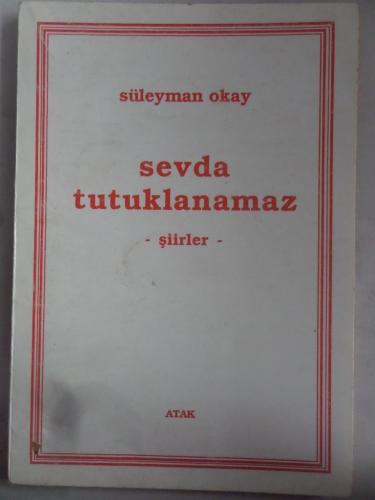 süleyman okay
sevda
tutuklanamaz
- şiirler -
ATAK